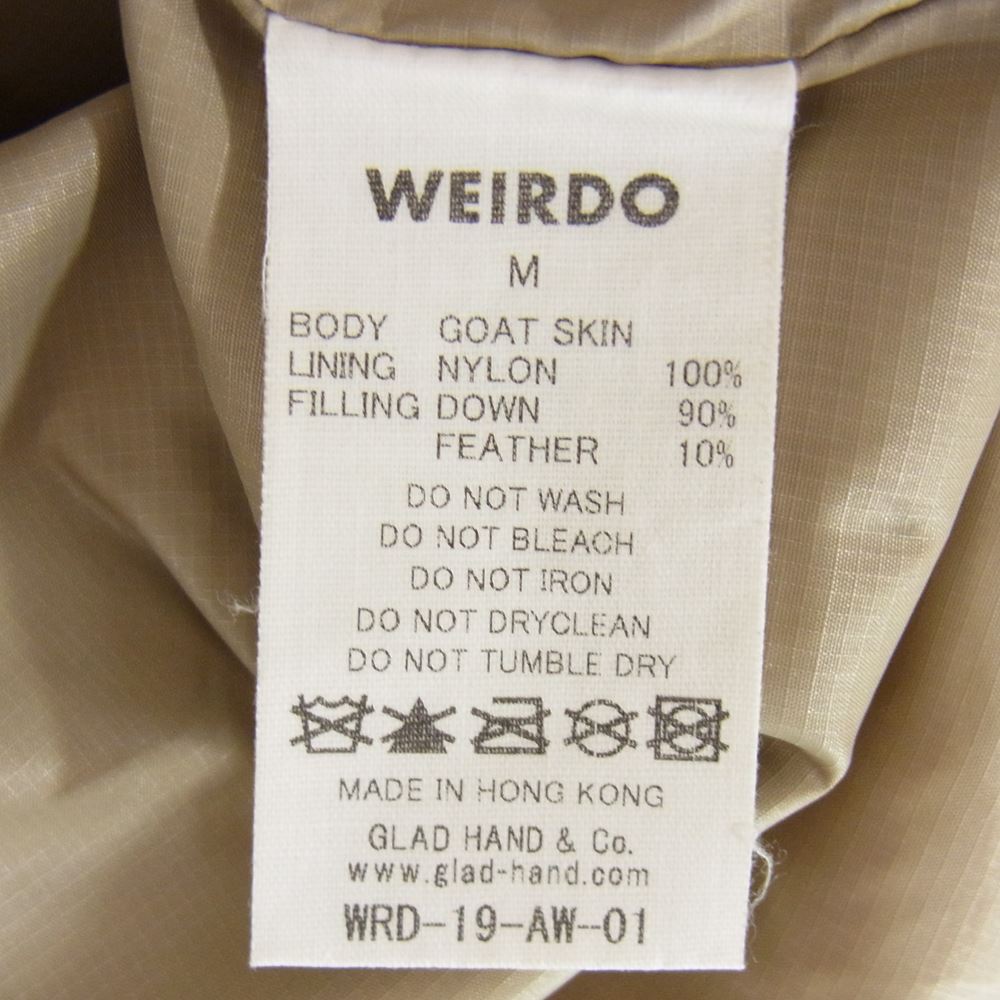 WEIRDO
M
BODY GOAT SKIN
LINING NYLON 100%
FILLING DOWN 90%
FEATHER 10%
DO NOT WASH
DO NOT BLEACH
DO NOT IRON
DO NOT DRYCLEAN
DO NOT TUMBLE DRY
MADE IN HONG KONG
GLAD HAND & Co.
www.glad-hand.com
WRD-19-AW-01